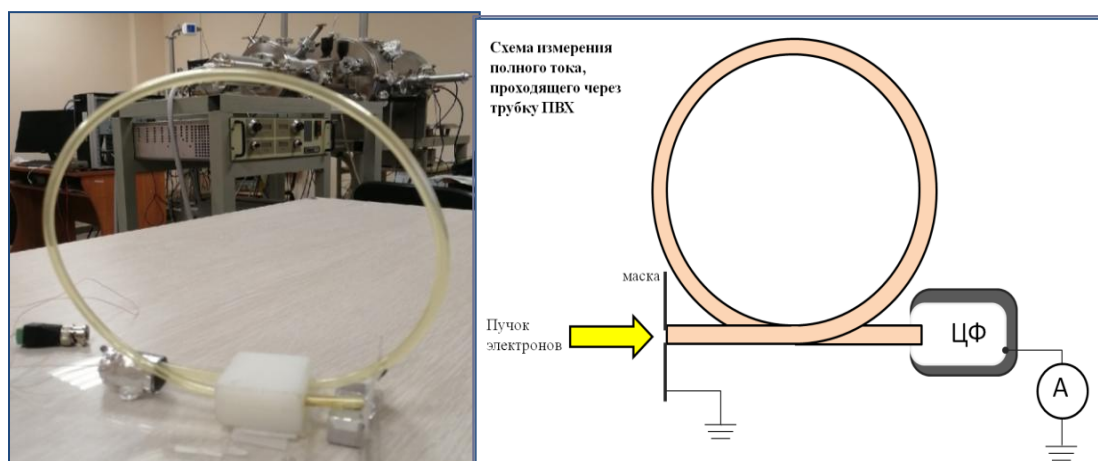 Схема измерения
полного тока,
проходящего через
трубку ПВХ
маска
Пучок
электронов
ЦФ
А